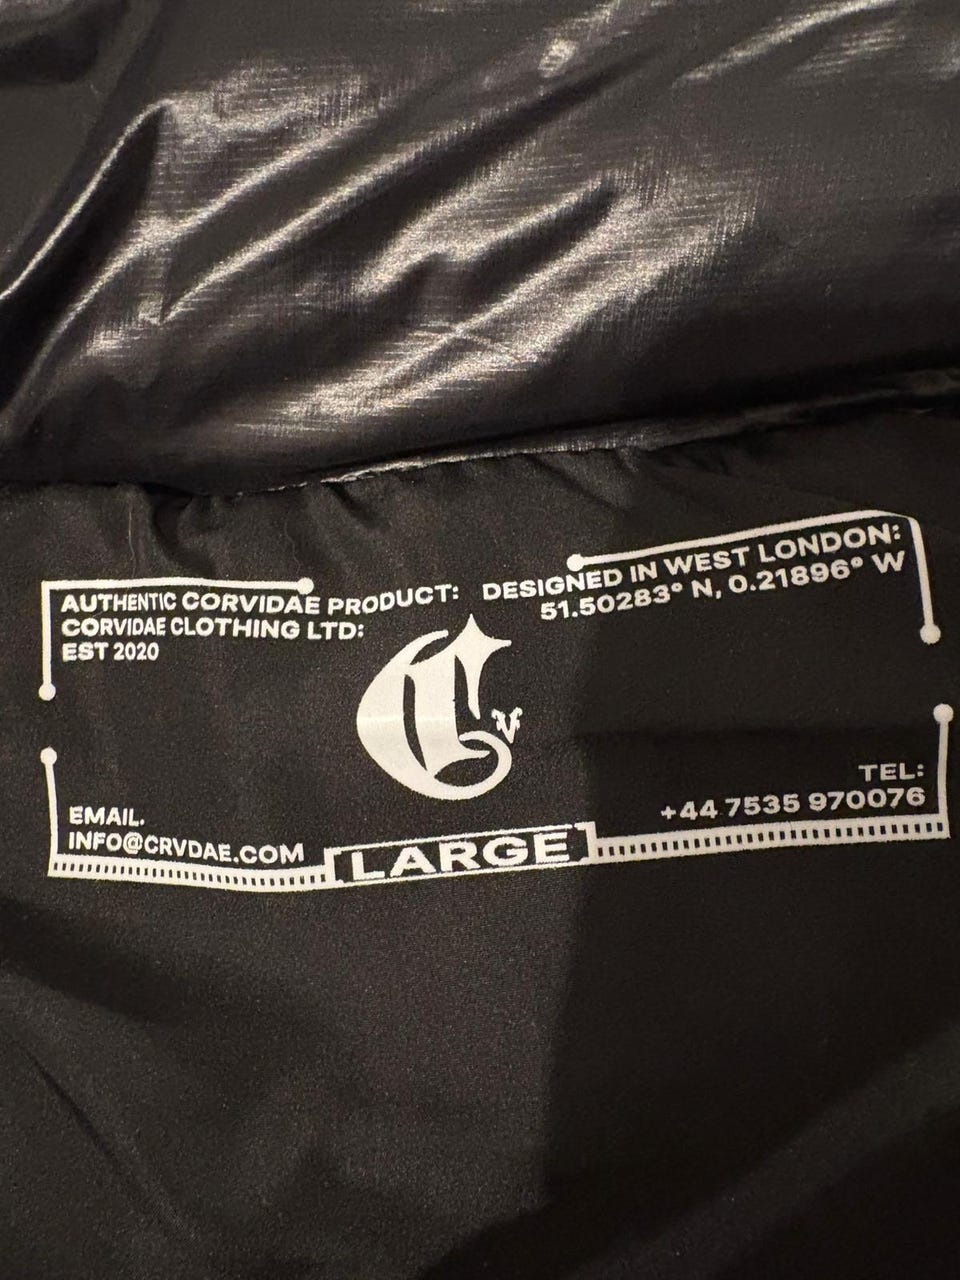 AUTHENTIC CORVIDAE PRODUCT:
CORVIDAE CLOTHING LTD:
EST 2020
DESIGNED IN WEST LONDON:
51.50283° N, 0.21896° W
C
EMAIL.
INFO@CRVDAE.COM
TEL:
+44 7535 970076
LARGE